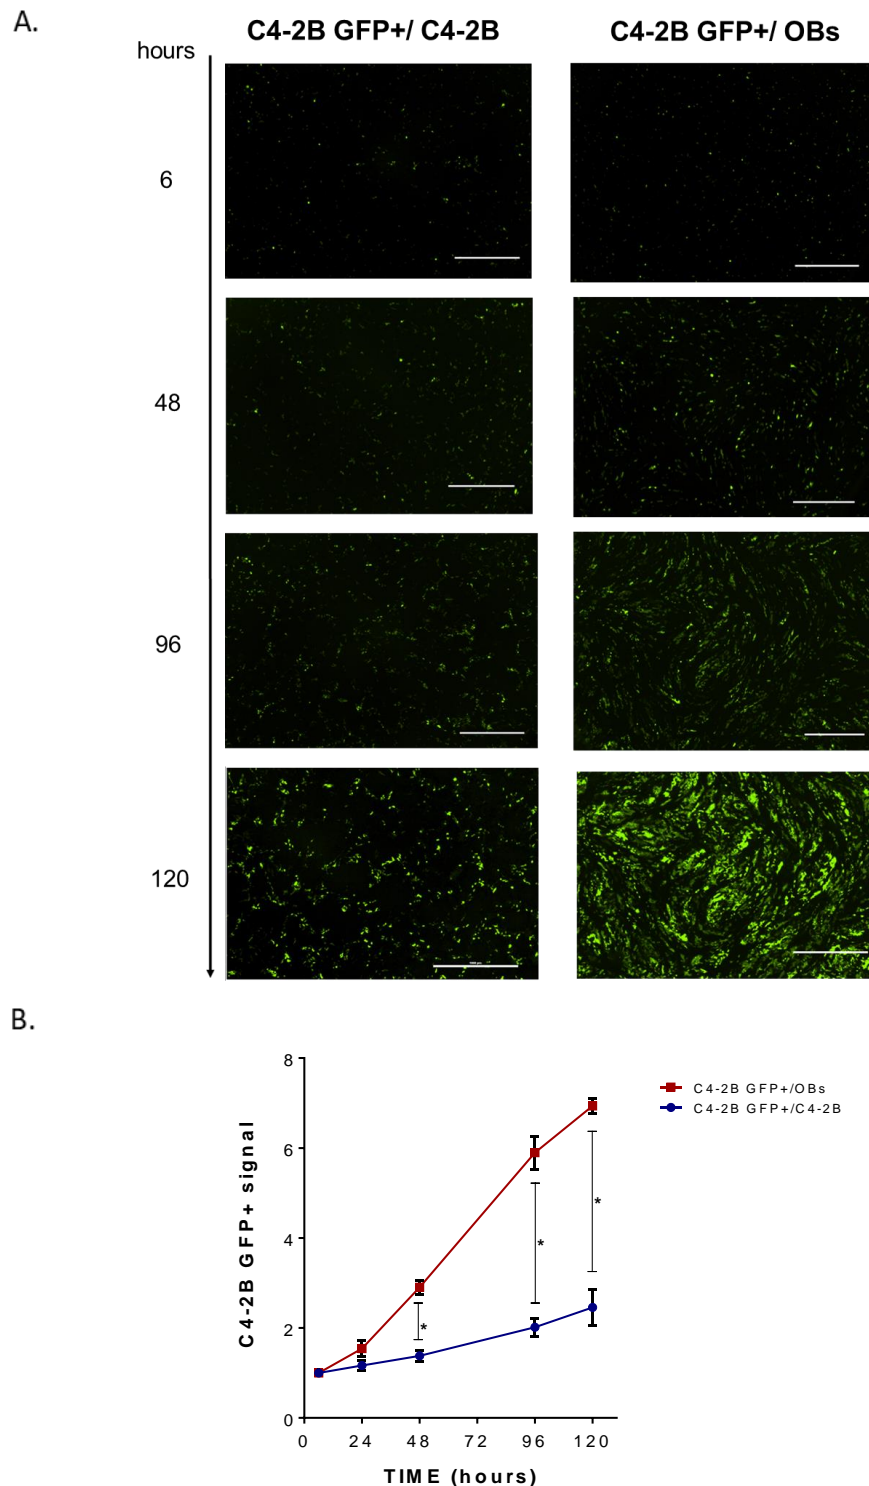 A.
C4-2B GFP+/ C4-2B
C4-2B GFP+/ OBs
hours
6
48
96
120
B.
8
6
4
2
0
C4-2B GFP+ signal
0 24 48 72 96 120
TIME (hours)
*
*
*
C4-2B GFP+/OBs
C4-2B GFP+/C4-2B